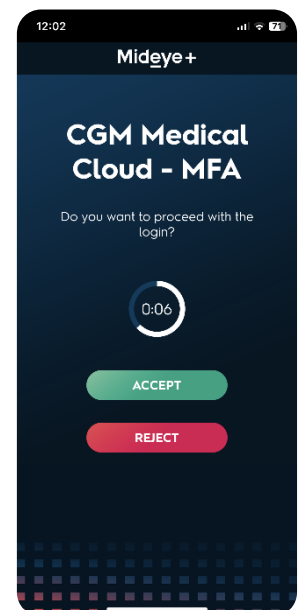 12:02
71
Mideye+
CGM Medical
Cloud - MFA
Do you want to proceed with the
login?
0:06
ACCEPT
REJECT